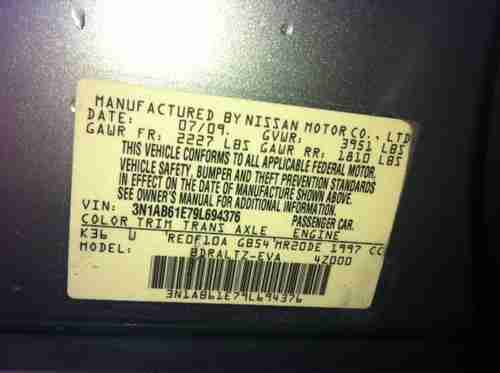 MANUFACTURED BY NISSAN MOTOR CO., LTD
DATE: 07/09. GVWR: 3951 LBS
GAWR FR: 2227 LBS GAWR RR: 1810 LBS
THIS VEHICLE CONFORMS TO ALL APPLICABLE FEDERAL MOTOR
VEHICLE SAFETY, BUMPER AND THEFT PREVENTION STANDARDS
IN EFFECT ON THE DATE OF MANUFACTURE SHOWN ABOVE.
SEE OWNER'S MANUAL FOR ADDITIONAL INFORMATION.
VIN: 3N1AB61E79L694376 PASSENGER CAR.
COLOR TRIM TRANS AXLE ENGINE
K36 U RE0F10A GB54 MR20DE 1997 CC
MODEL: BDRALTZ-EVA 42000
3N1AB61E79L694376